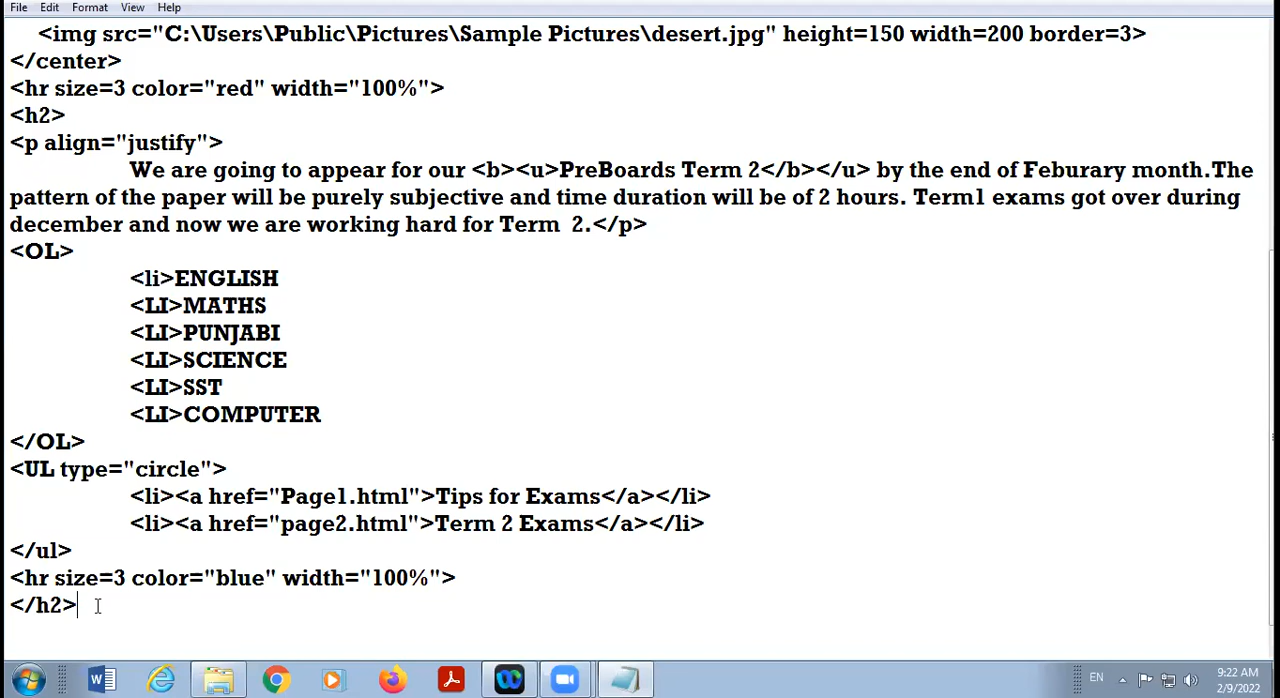 File Edit Format View Help
<img src="C:\Users\Public\Pictures\Sample Pictures\desert.jpg" height=150 width=200 border=3>
</center>
<hr size=3 color="red" width="100%">
<h2>
<p align="justify">
We are going to appear for our <b><u>PreBoards Term 2</b></u> by the end of Feburary month.The
pattern of the paper will be purely subjective and time duration will be of 2 hours. Term1 exams got over during
december and now we are working hard for Term  2.</p>
<OL>
<li>ENGLISH
<LI>MATHS
<LI>PUNJABI
<LI>SCIENCE
<LI>SST
<LI>COMPUTER
</OL>
<UL type="circle">
<li><a href="Page1.html">Tips for Exams</a></li>
<li><a href="page2.html">Term 2 Exams</a></li>
</ul>
<hr size=3 color="blue" width="100%">
</h2>
EN
9:22 AM
2/9/2022